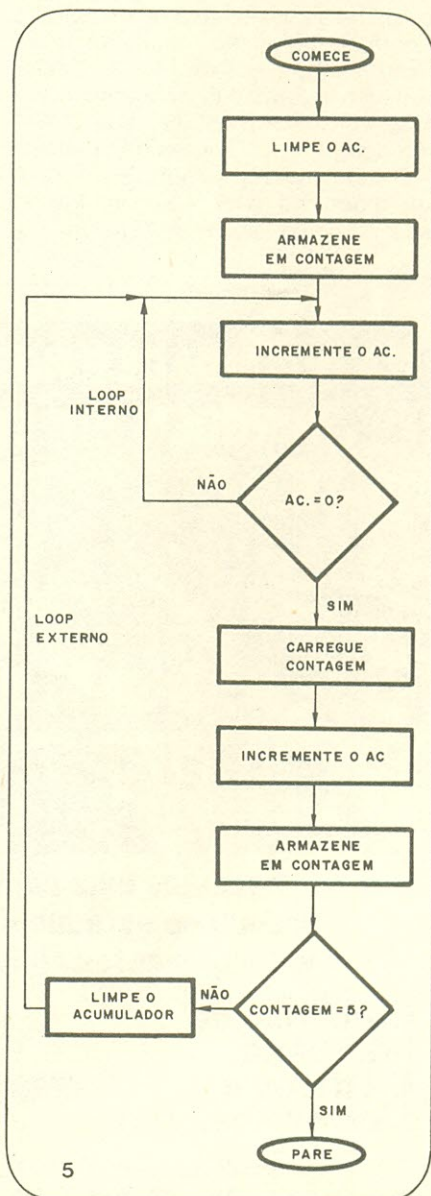 COMECE
LIMPE O AC.
ARMAZENE
EM CONTAGEM
INCREMENTE O AC.
LOOP
INTERNO
NÃO
AC. = 0?
SIM
LOOP
EXTERNO
CARREGUE
CONTAGEM
INCREMENTE O AC
ARMAZENE
EM CONTAGEM
LIMPE O
ACUMULADOR
NÃO
CONTAGEM = 5?
SIM
PARE
5